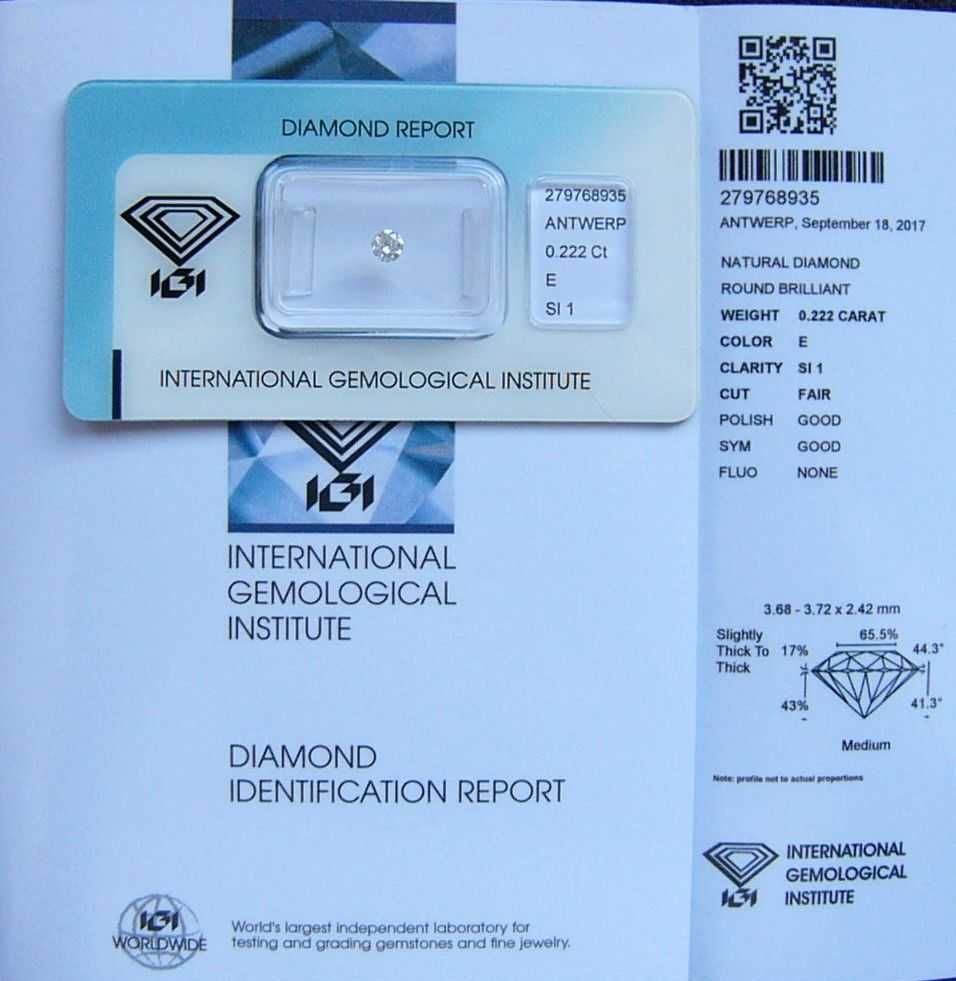 DIAMOND REPORT
IGI
279768935
ANTWERP
0.222 Ct
E
SI 1
INTERNATIONAL GEMOLOGICAL INSTITUTE
IGI
INTERNATIONAL
GEMOLOGICAL
INSTITUTE
DIAMOND
IDENTIFICATION REPORT
IGI
WORLDWIDE
World's largest independent laboratory for
testing and grading gemstones and fine jewelry.
279768935
ANTWERP, September 18, 2017
NATURAL DIAMOND
ROUND BRILLIANT
WEIGHT 0.222 CARAT
COLOR E
CLARITY SI 1
CUT FAIR
POLISH GOOD
SYM GOOD
FLUO NONE
3.68 - 3.72 x 2.42 mm
Slightly
Thick To
Thick
65.5%
17%
44.3°
43%
41.3°
Medium
Note: profile not to actual proportions
IGI
INTERNATIONAL
GEMOLOGICAL
INSTITUTE